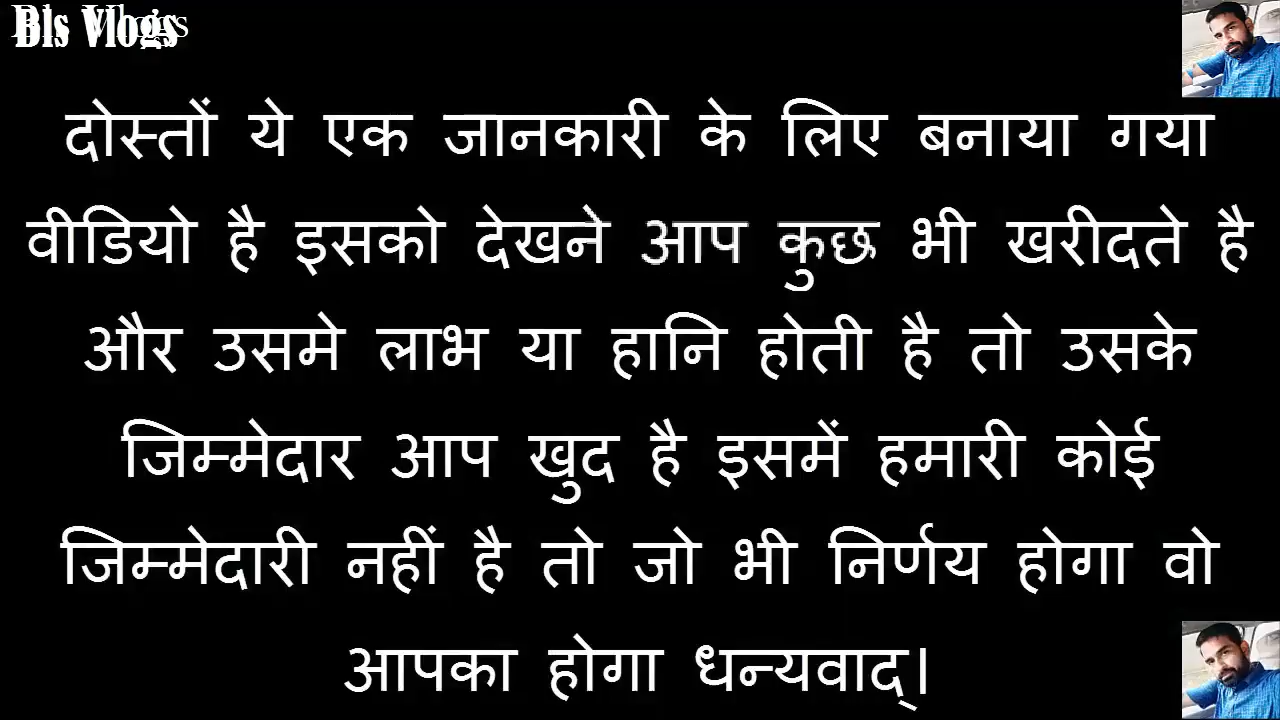 Bls Vlogs
दोस्तों ये एक जानकारी के लिए बनाया गया
वीडियो है इसको देखने आप कुछ भी खरीदते है
और उसमे लाभ या हानि होती है तो उसके
जिम्मेदार आप खुद है इसमें हमारी कोई
जिम्मेदारी नहीं है तो जो भी निर्णय होगा वो
आपका होगा धन्यवाद्।